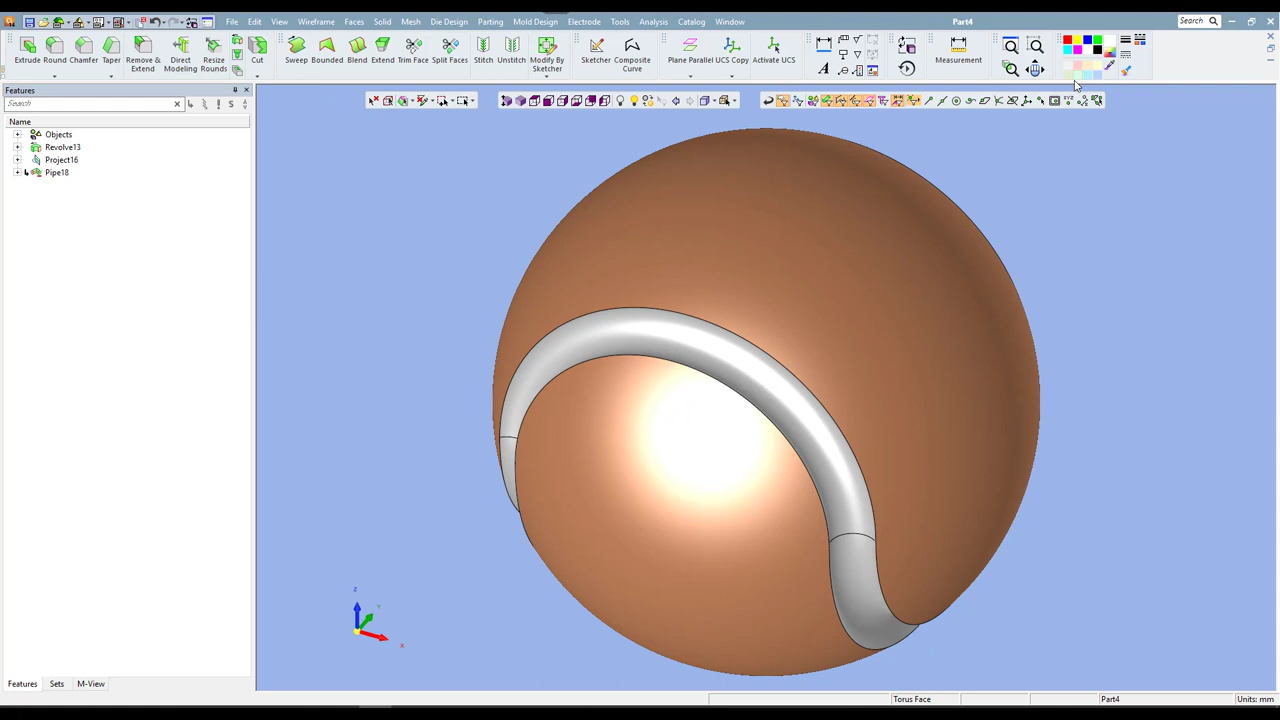 File Edit View Wireframe Faces Solid Mesh Die Design Parting Mold Design Electrode Tools Analysis Catalog Window
Part4
Search
Extrude Round Chamfer Taper Remove & Extend Direct Modeling Resize Rounds Cut Sweep Bounded Blend Fand Trim Faces Split Faces Stitch Unstitch Modify By Sketcher Sketcher Composite Curve Plane Parallel UCS Copy Activate UCS Measurement
Features
Search
Name
Objects
Revolve13
Project16
Pipe18
z
Y
x
Features Sets M-View
Torus Face
Part4
Units: mm